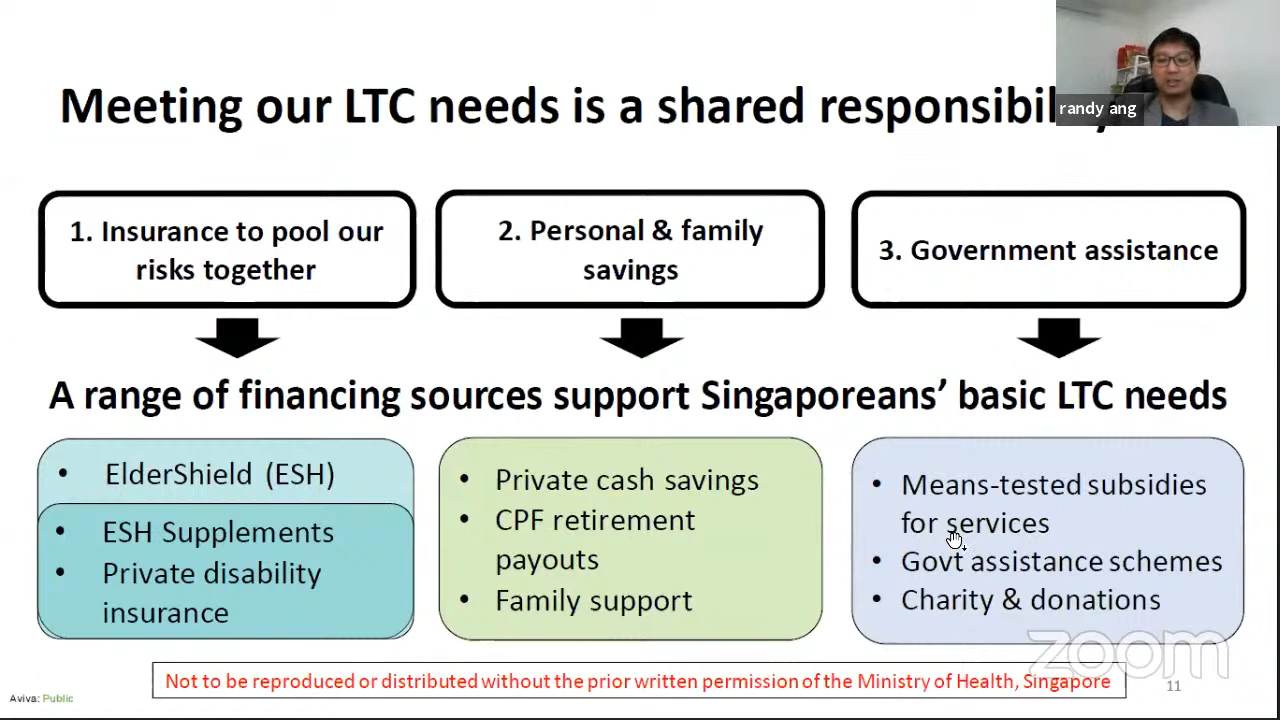 Meeting our LTC needs is a shared
randy ang
1. Insurance to pool our
risks together
2. Personal & family
savings
3. Government assistance
A range of financing sources support Singaporeans’ basic LTC needs
• ElderShield (ESH)
• ESH Supplements
• Private disability
insurance
• Private cash savings
• CPF retirement
payouts
• Family support
• Means-tested subsidies
for services
• Govt assistance schemes
• Charity & donations
zoom
Not to be reproduced or distributed without the prior written permission of the Ministry of Health, Singapore
11
Aviva: Public